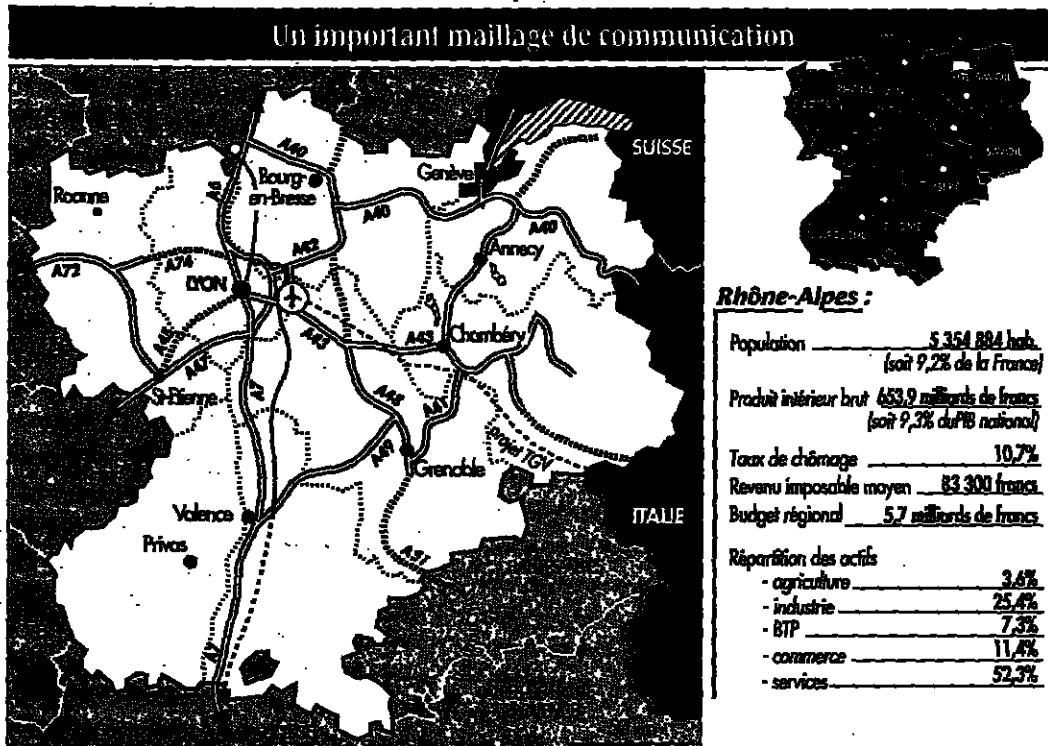 Un important maillage de communication
SUISSE
Genève
A40
Bourg-
en-Bresse
Roanne
A6
A40
A40
Annecy
A42
A72
A74
LYON
A43
A43
Chambéry
A47
St-Etienne
A7
A49
Grenoble
projet TGV
Valence
ITALIE
Privas
A7
SAVOIE
Rhône-Alpes :
Population 5 354 884 hab.
(soit 9,2% de la France)
Produit intérieur brut 653,9 milliards de francs
(soit 9,3% du PIB national)
Taux de chômage 10,7%
Revenu imposable moyen 83 300 francs
Budget régional 5,7 milliards de francs
Répartition des actifs
- agriculture 3,6%
- industrie 25,4%
- BTP 7,3%
- commerce 11,4%
- services 52,3%